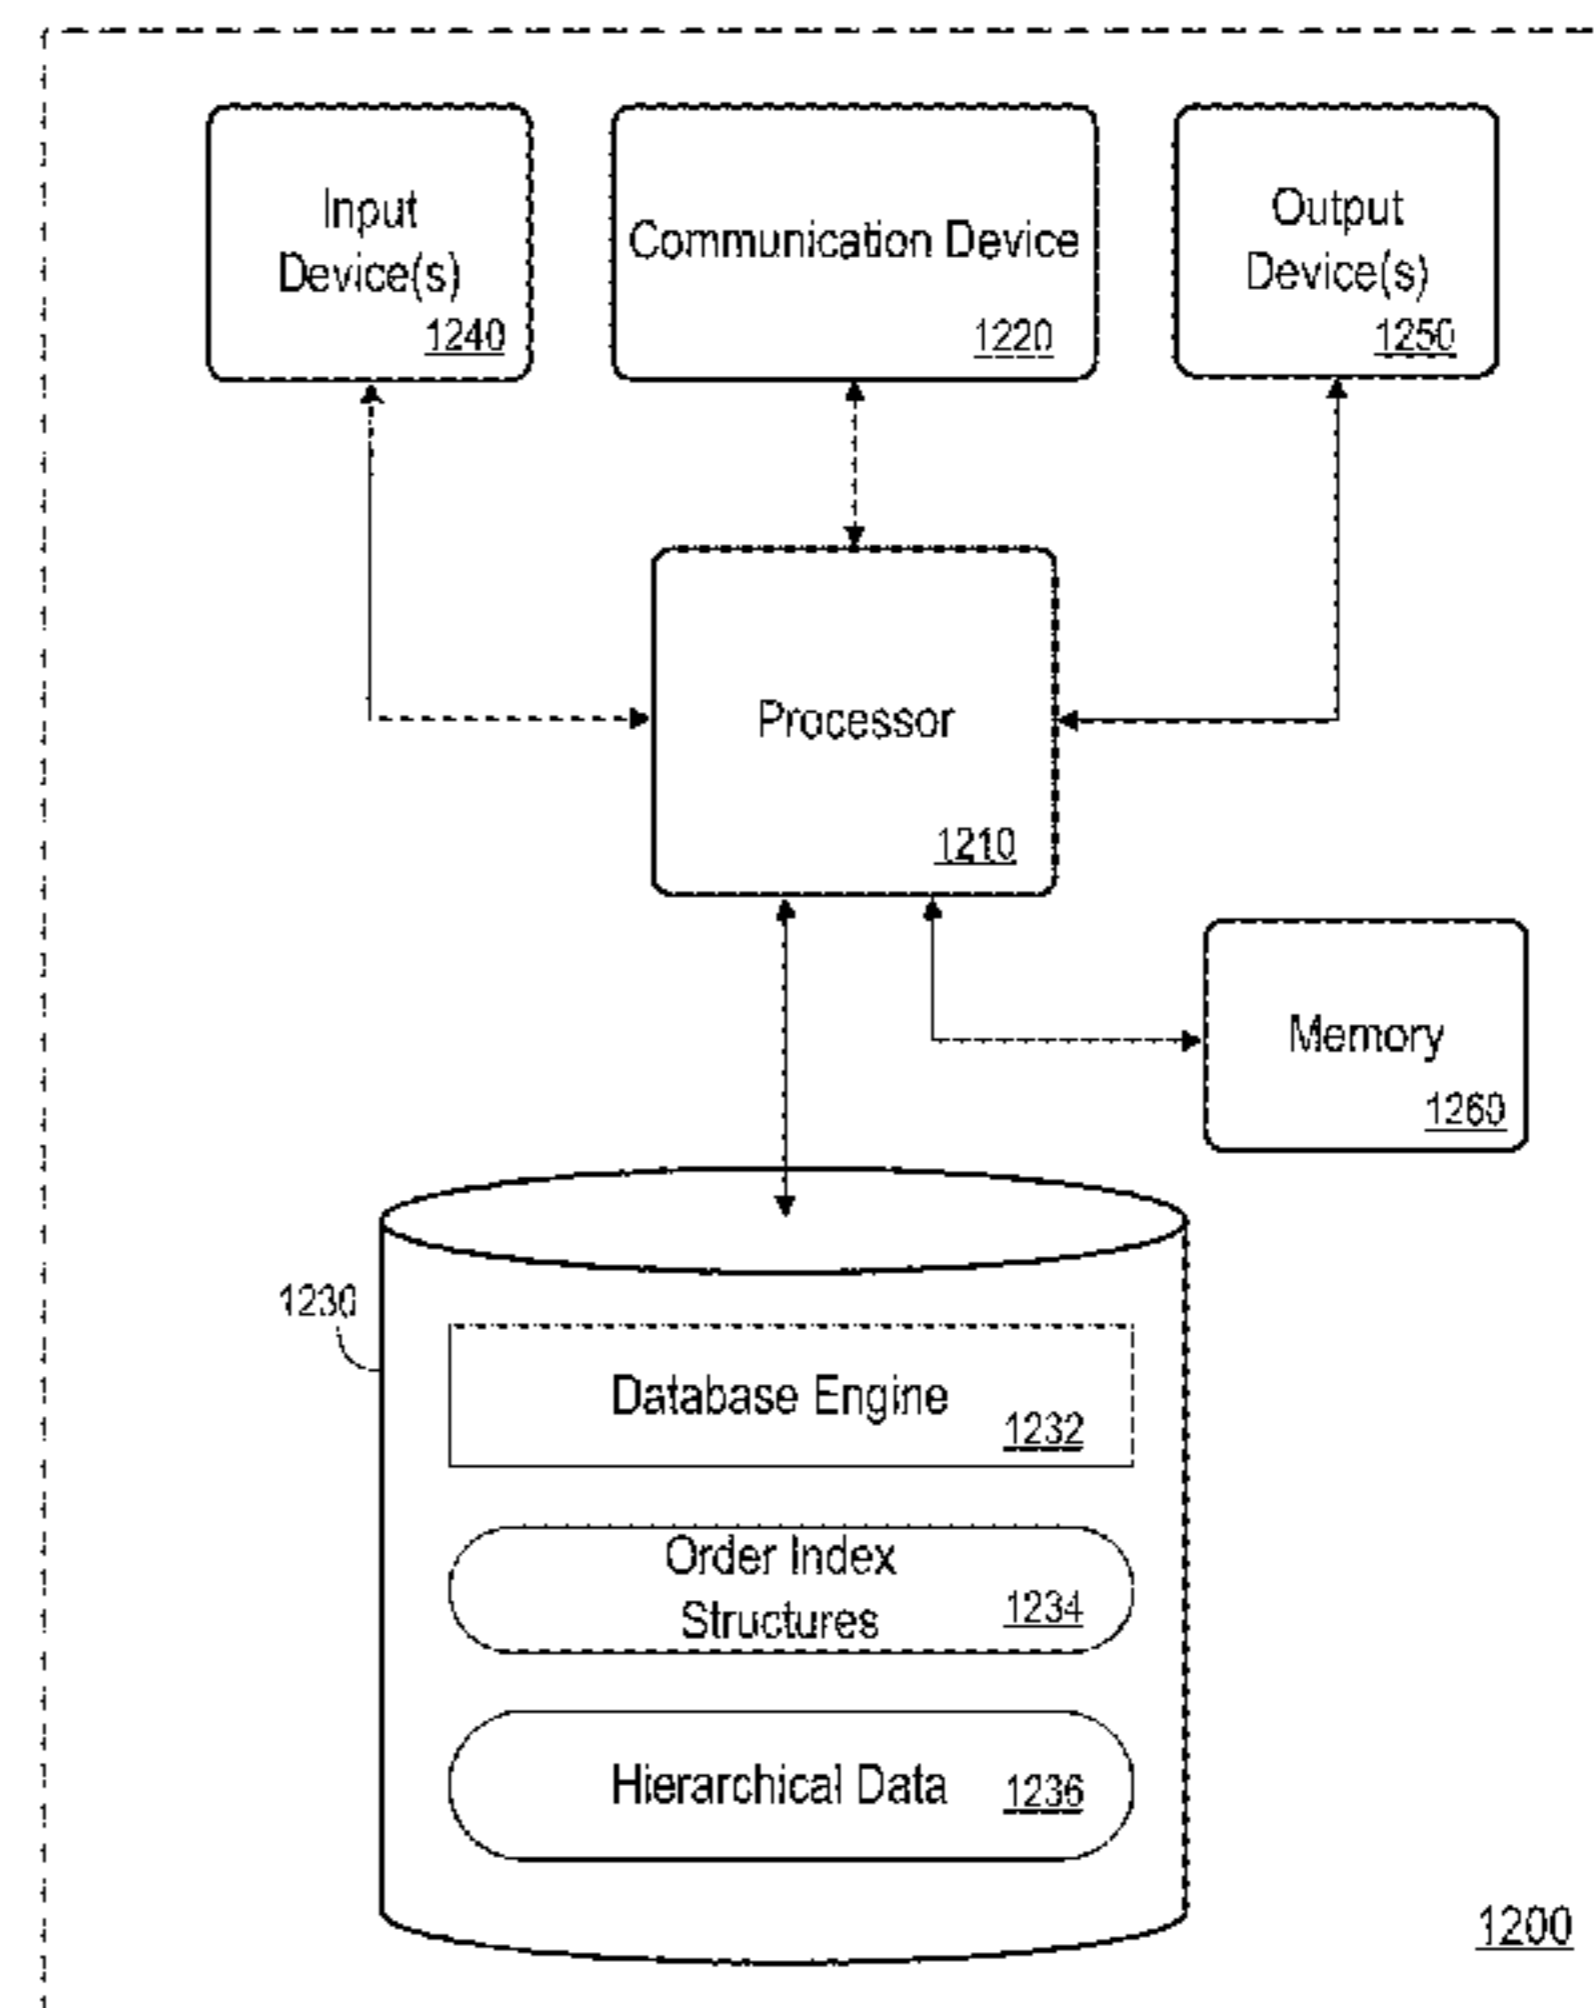 Input
Device(s)
1240
Communication Device
1220
Output
Device(s)
1250
Processor
1210
Memory
1260
1230
Database Engine
1232
Order Index
Structures
1234
Hierarchical Data
1236
1200